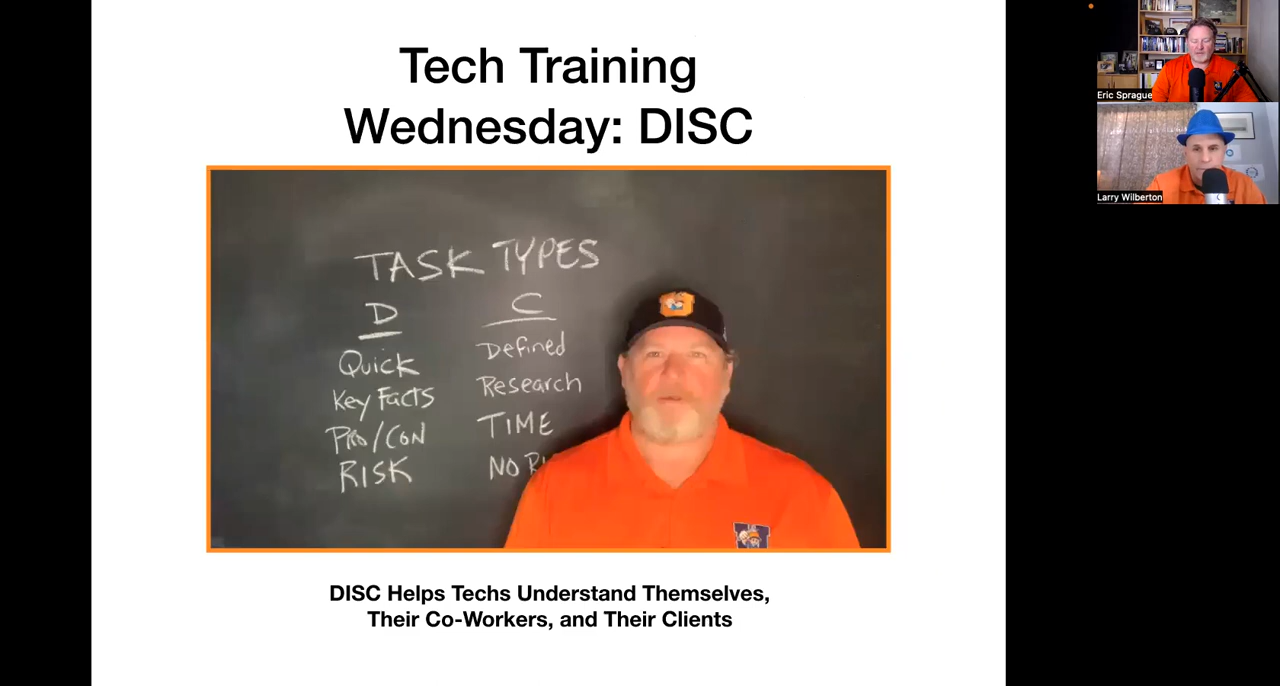 Tech Training
Wednesday: DISC
TASK TYPES
D
C
Quick
Defined
Key Facts
Research
PRO/CON
TIME
RISK
NO
DISC Helps Techs Understand Themselves,
Their Co-Workers, and Their Clients
Eric Sprague
Larry Wilberton